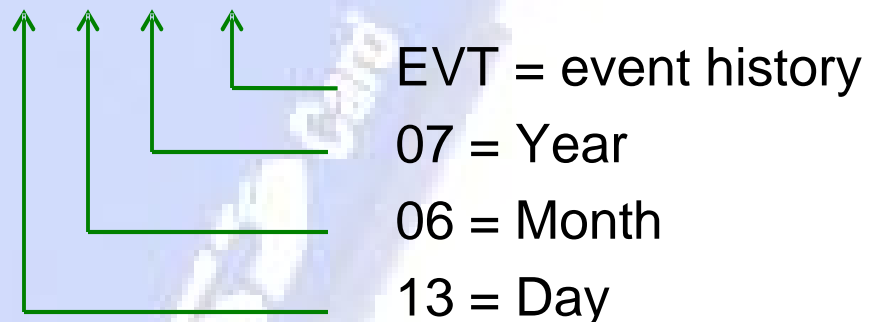 EVT = event history
07 = Year
06 = Month
13 = Day